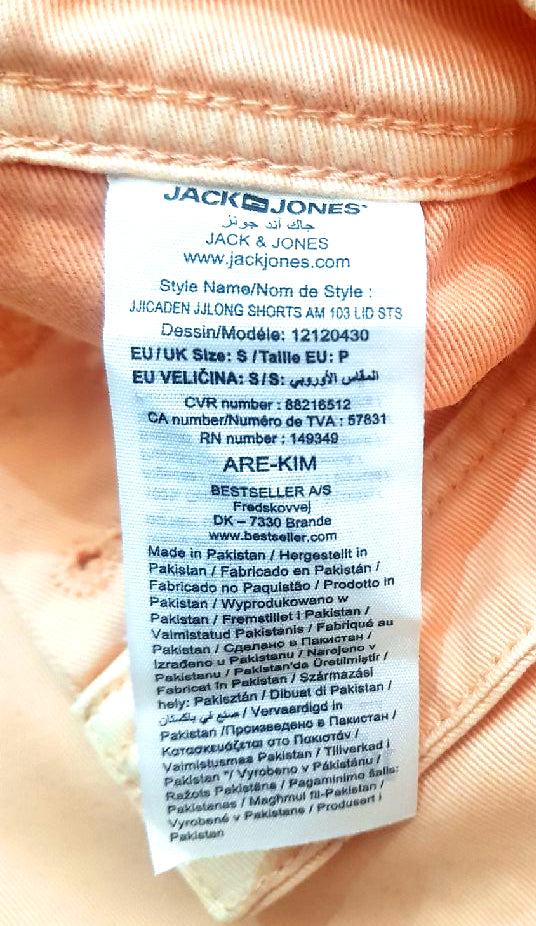 JACK & JONES
جاك آند جونز
JACK & JONES
www.jackjones.com
Style Name/Nom de Style :
JJICADEN JJLONG SHORTS AM 103 LID STS
Dessin/Modéle: 12120430
EU/UK Size: S /Taille EU: P
EU VELIČINA: S/S: المقاس الأوروبي
CVR number : 88216512
CA number/Numéro de TVA : 57831
RN number : 149349
ARE-KIM
BESTSELLER A/S
Fredskovvej
DK – 7330 Brande
www.bestseller.com
Made in Pakistan / Hergestellt in
Pakistan / Fabricado en Pakistán /
Fabricado no Paquistão / Prodotto in
Pakistan / Wyprodukowano w
Pakistan / Fremstillet i Pakistan /
Valmistatud Pakistanis / Fabriqué au
Pakistan / Сделано в Пакистан /
Izrađeno u Pakistanu / Narejeno v
Pakistanu / Pakistan'da Üretilmiştir /
Fabricat în Pakistan / Származási
hely: Pakisztán / Dibuat di Pakistan /
صنع في باكستان / Vervaardigd in
Pakistan /Произведено в Пакистан /
Κατασκευάζεται στο Πακιστάν /
Valmistusmaa Pakistan / Tillverkad i
Pakistan */ Vyrobeno v Pákistánu /
Ražots Pakistāna / Pagaminimo šalis:
Pakistanas / Maghmul fil-Pakistan /
Vyrobené v Pakistane / Produsert i
Pakistan